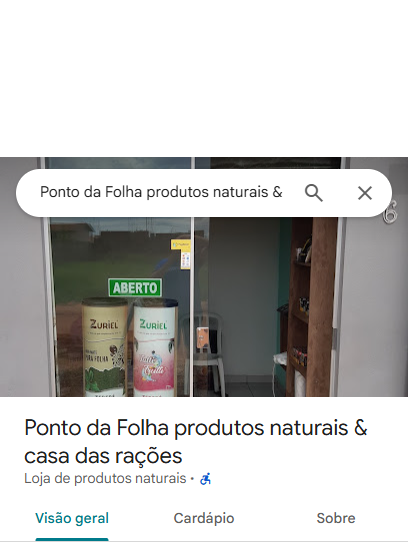 Ponto da Folha produtos naturais &
6
ABERTO
ZURIEL
ZURIEL
Ponto da Folha produtos naturais &
casa das rações
Loja de produtos naturais •
Visão geral
Cardápio
Sobre